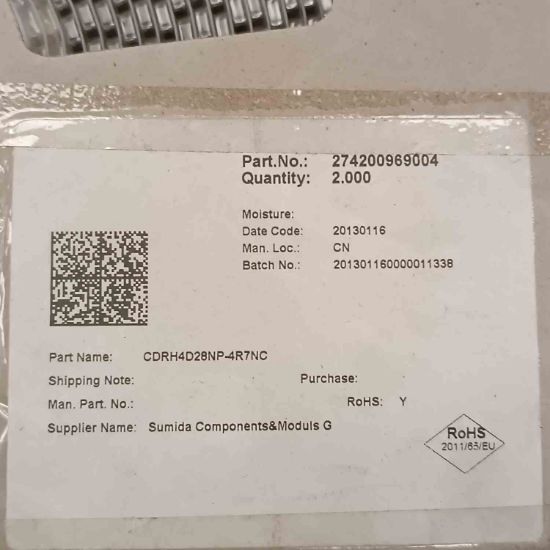 Part.No.: 274200969004
Quantity: 2.000
Moisture:
Date Code: 20130116
Man. Loc.: CN
Batch No.: 201301160000011338
Part Name: CDRH4D28NP-4R7NC
Shipping Note: Purchase:
Man. Part. No.: RoHS: Y
Supplier Name: Sumida Components&Moduls G
RoHS
2011/65/EU